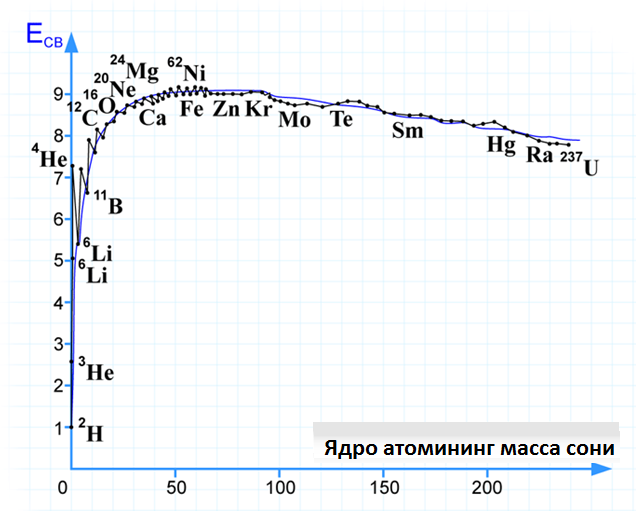 Eсв
²⁴Mg
⁶²Ni
²⁰Ne
¹⁶O
¹²C
Ca
Fe
Zn
Kr
Mo
Te
Sm
Hg
Ra
²³⁷U
⁴He
¹¹B
⁶Li
⁶Li
³He
²H
9
8
7
6
5
4
3
2
1
Ядро атомининг масса сони
0
50
100
150
200